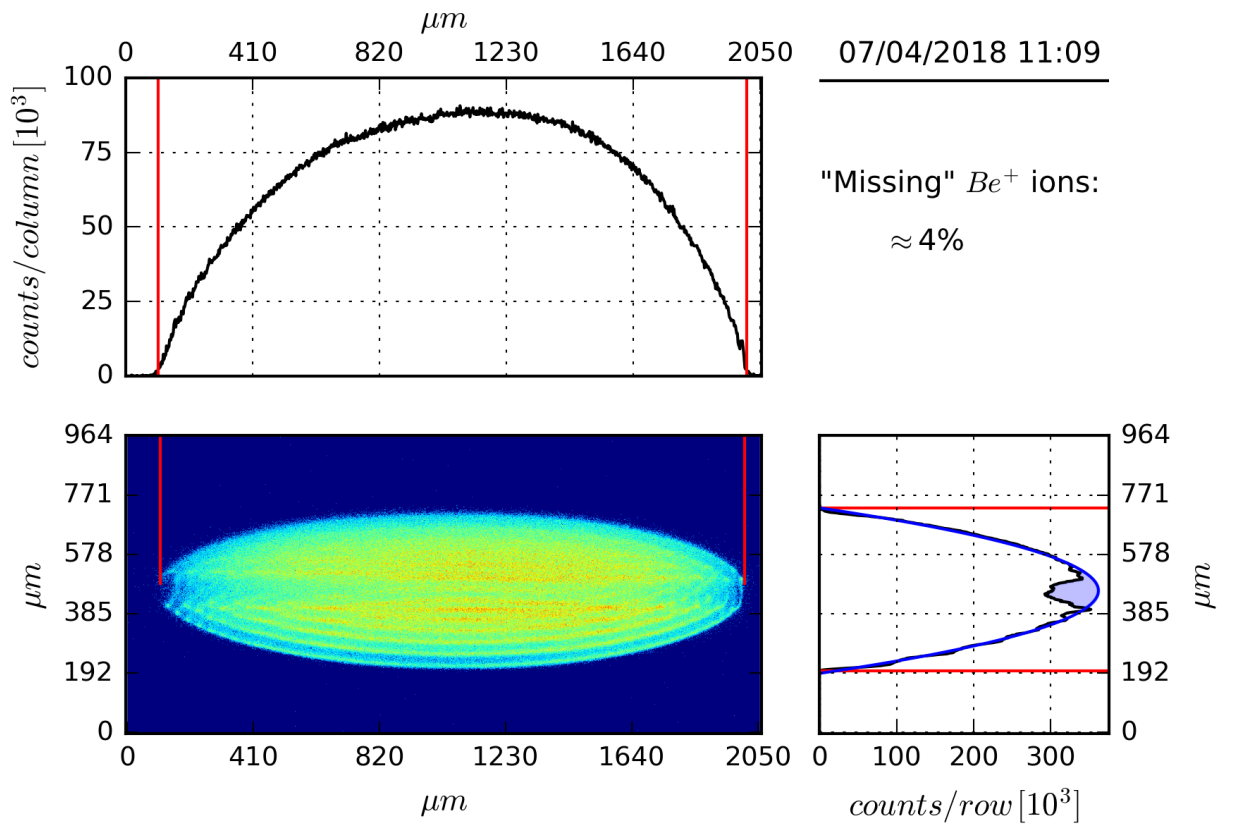 μm
0 410 820 1230 1640 2050
07/04/2018 11:09
100
75
50
25
0
counts/column [10³]
"Missing" Be⁺ ions:
≈4%
964
771
578
385
192
0
μm
0 410 820 1230 1640 2050
μm
964
771
578
385
192
0
μm
0 100 200 300
counts/row [10³]